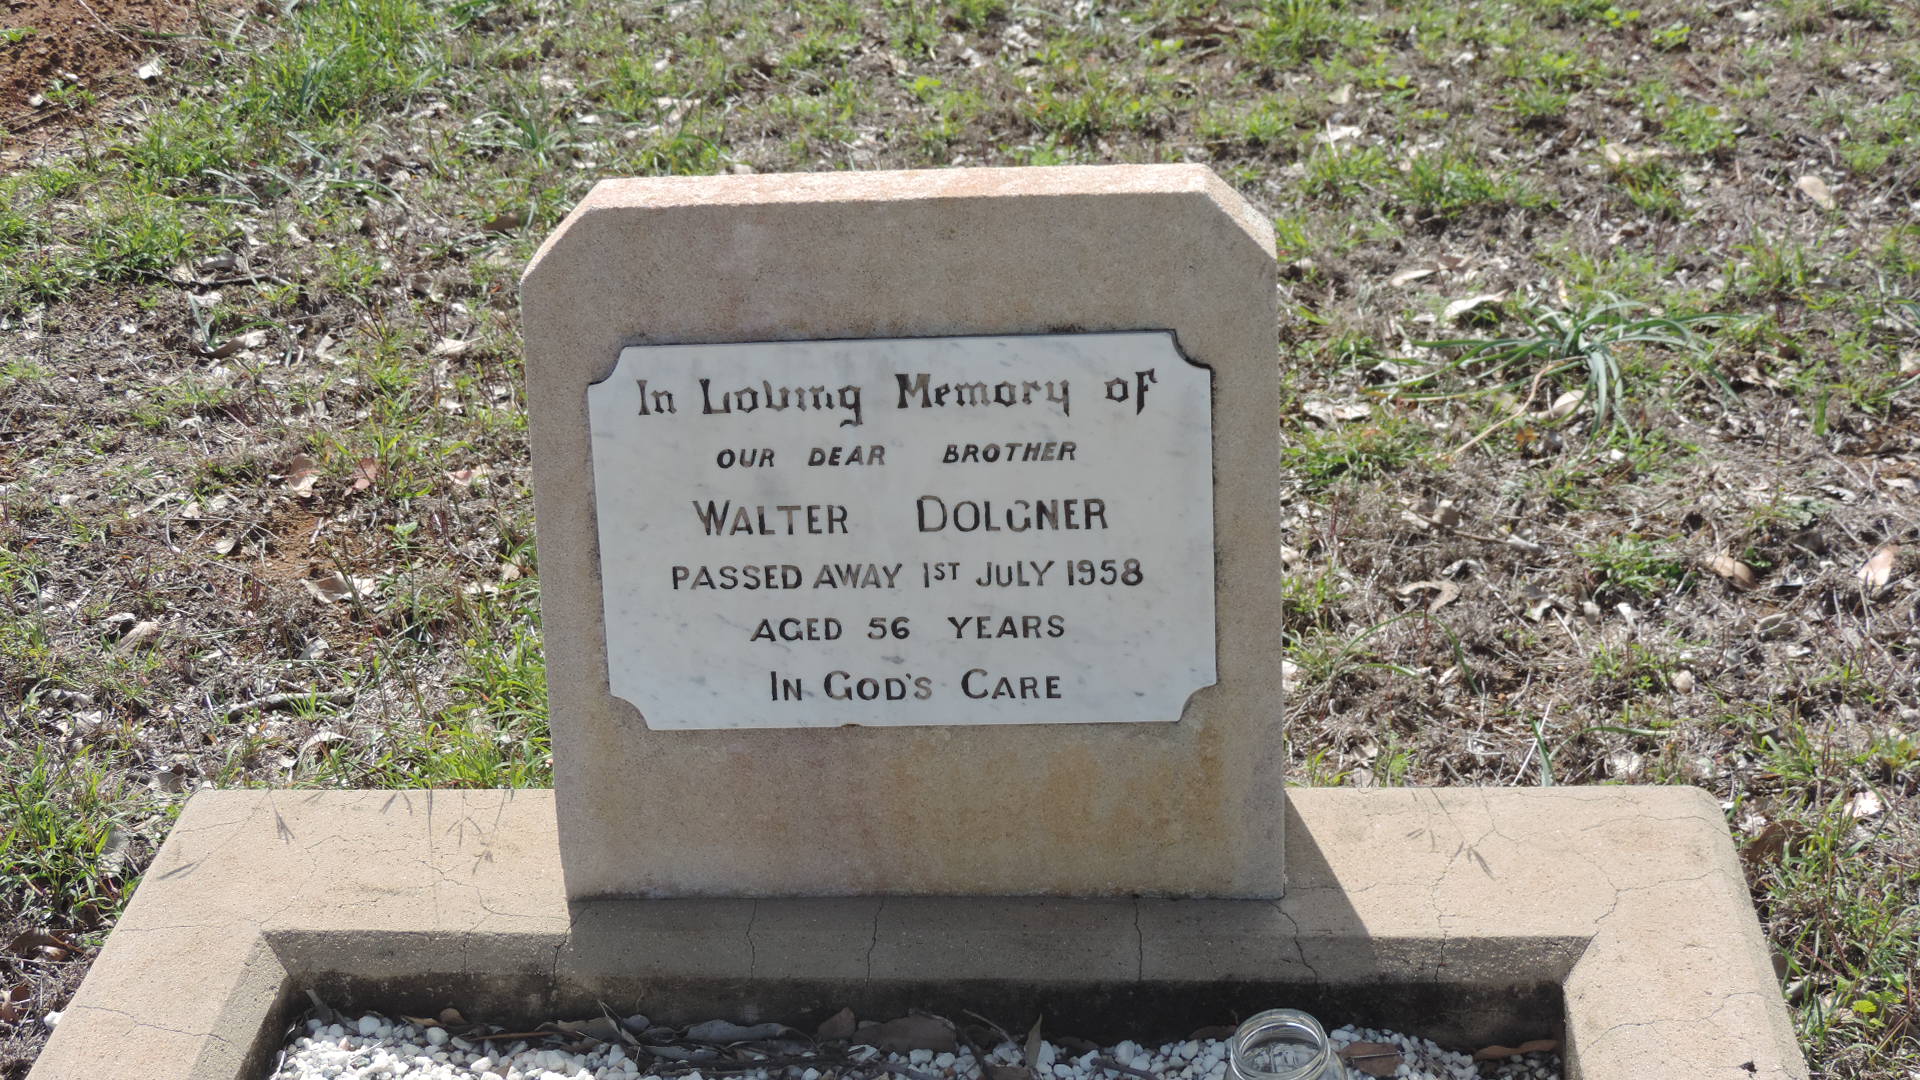 In Loving Memory of
OUR DEAR BROTHER
WALTER DOLGNER
PASSED AWAY 1ST JULY 1958
AGED 56 YEARS
IN GOD'S CARE